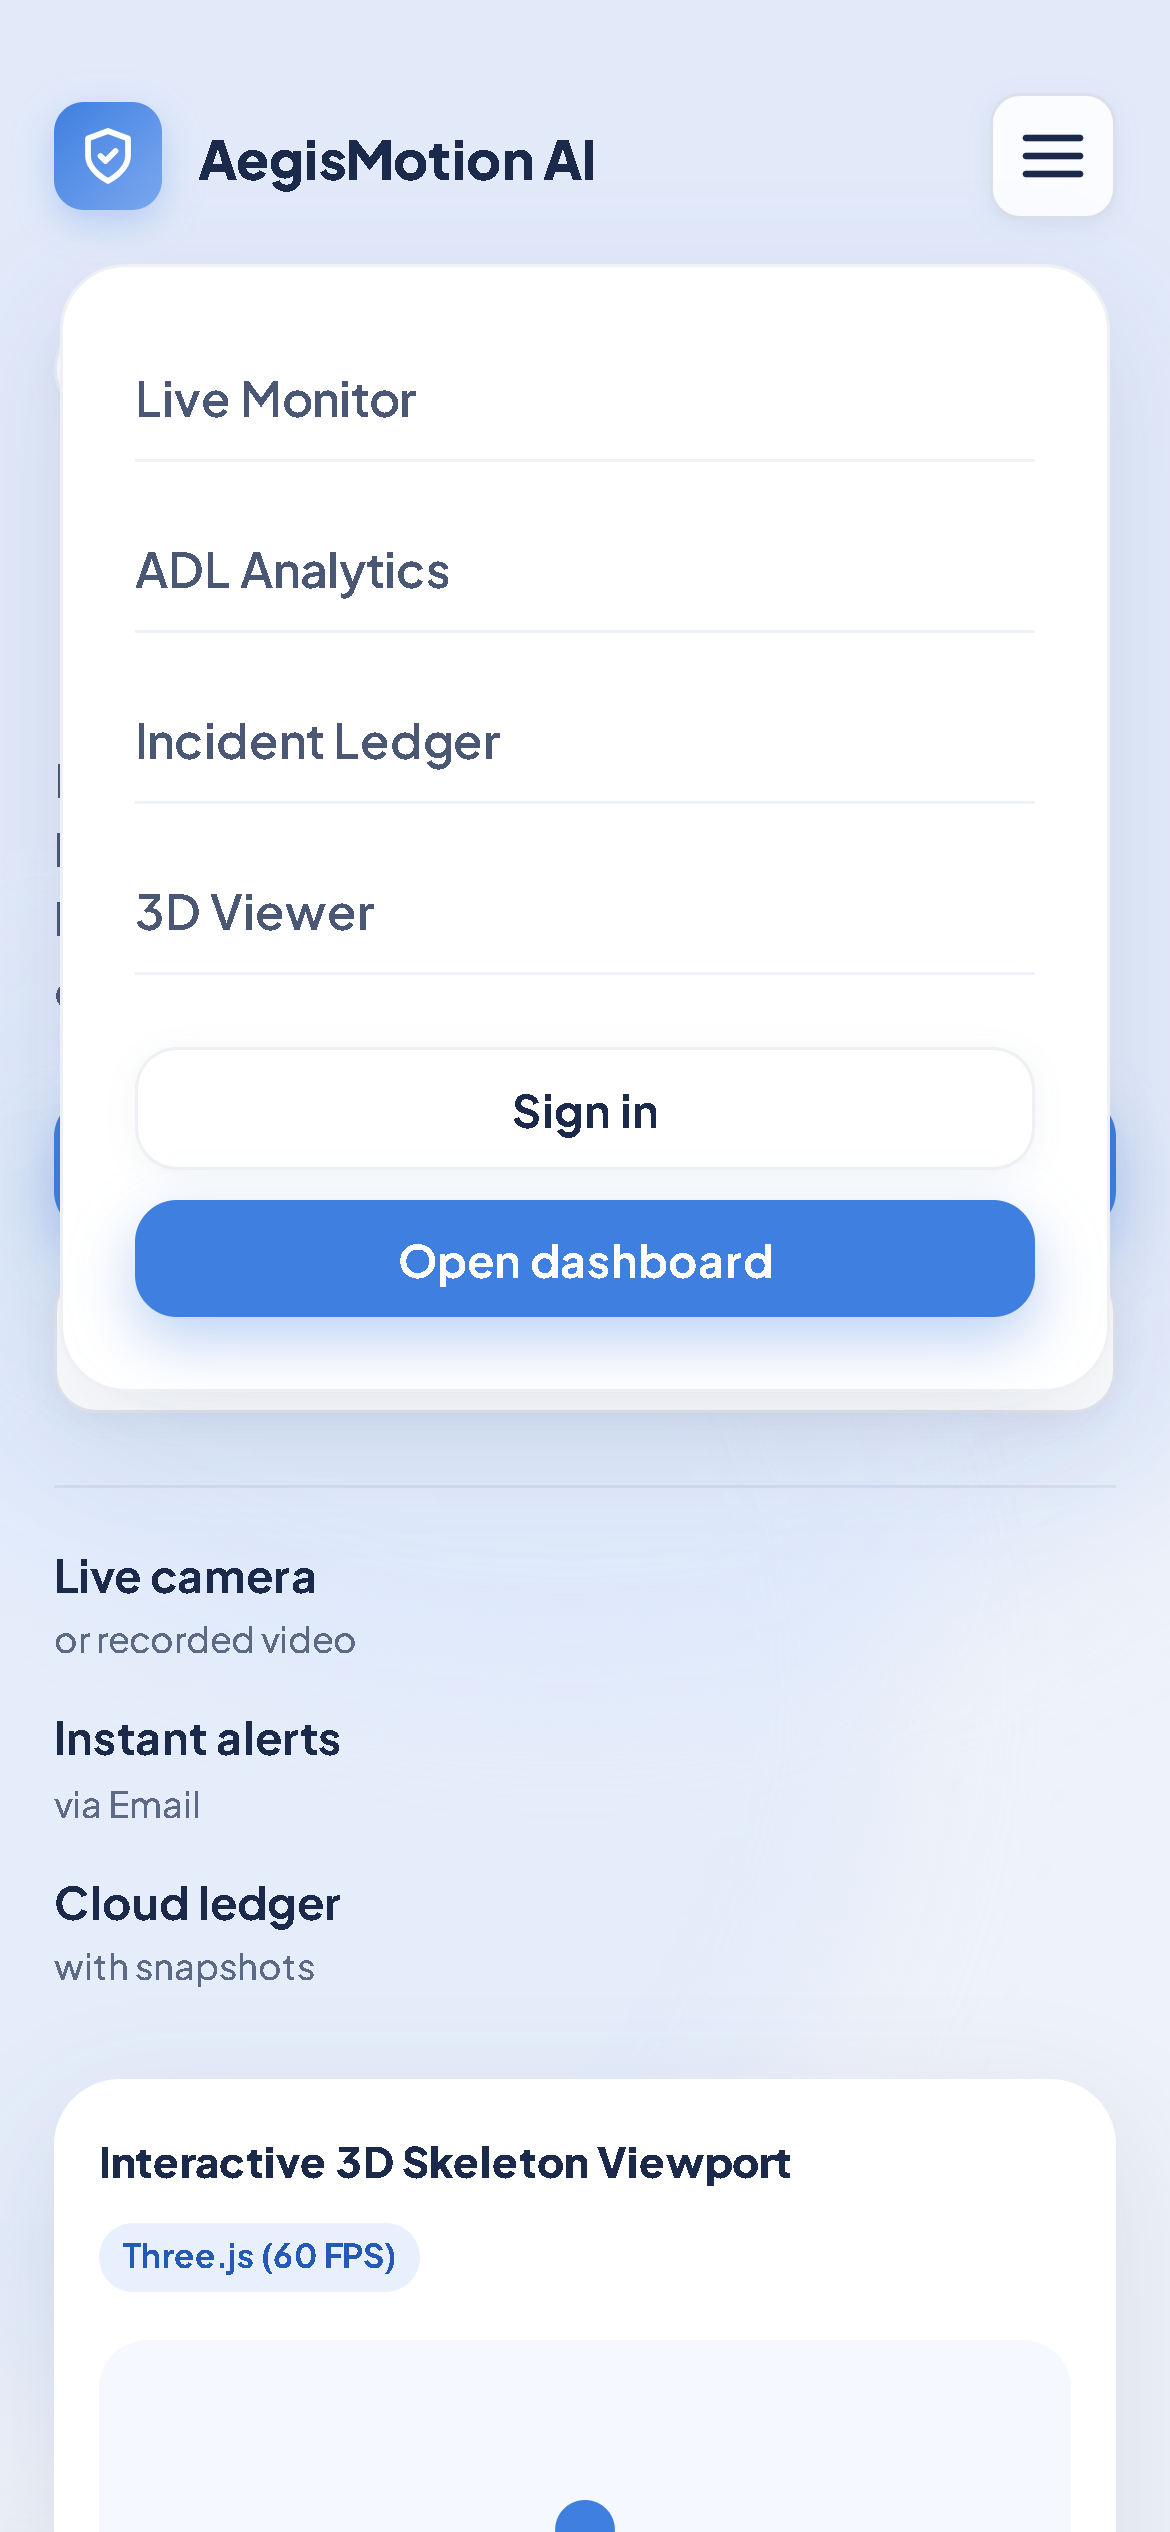 AegisMotion AI
Live Monitor
ADL Analytics
Incident Ledger
3D Viewer
Sign in
Open dashboard
Live camera
or recorded video
Instant alerts
via Email
Cloud ledger
with snapshots
Interactive 3D Skeleton Viewport
Three.js (60 FPS)